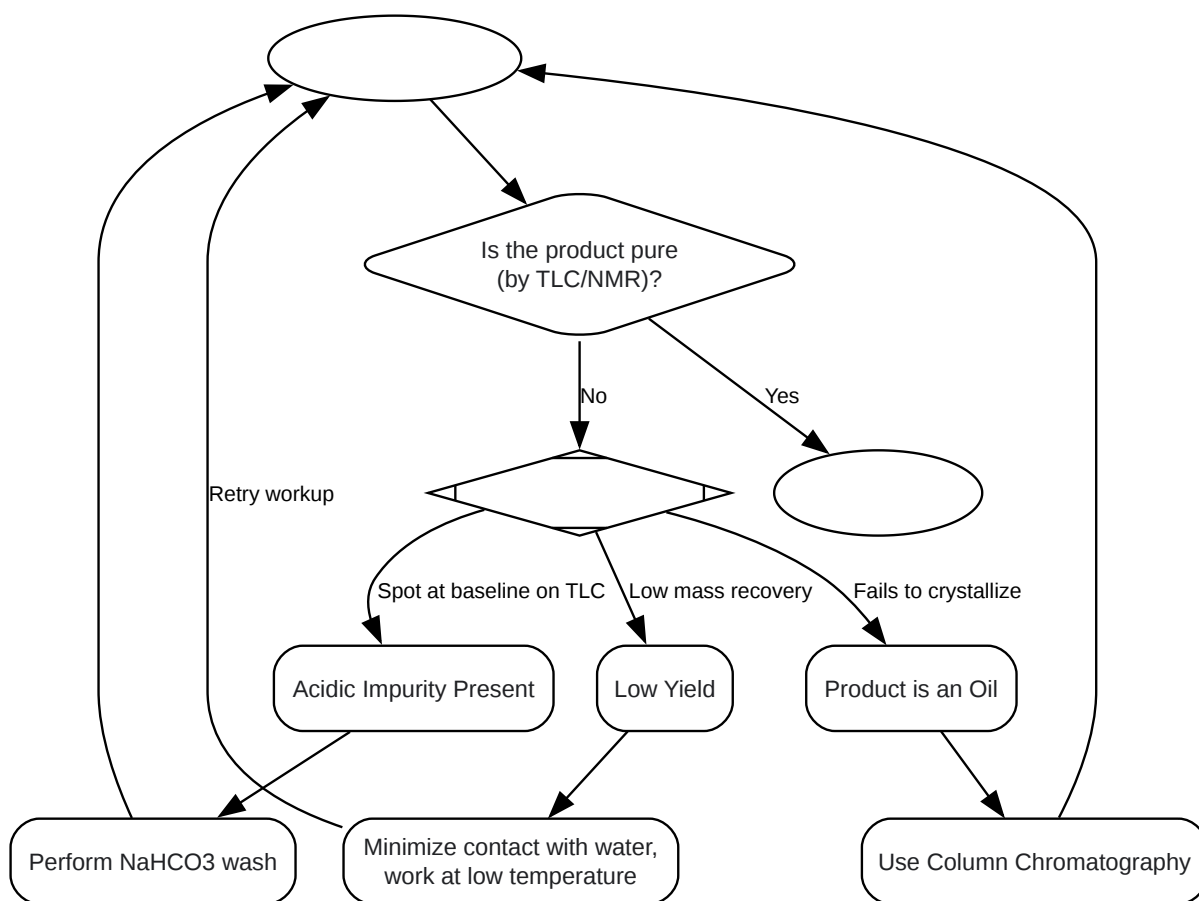 Is the product pure
(by TLC/NMR)?
No
Yes
Retry workup
Spot at baseline on TLC
Low mass recovery
Fails to crystallize
Acidic Impurity Present
Low Yield
Product is an Oil
Perform NaHCO3 wash
Minimize contact with water,
work at low temperature
Use Column Chromatography